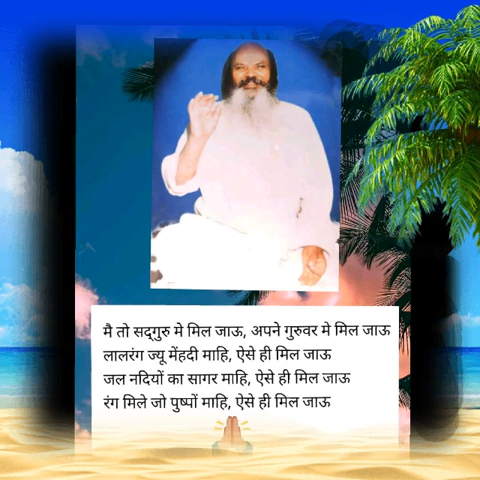 मै तो सद्गुरु मे मिल जाऊ, अपने गुरुवर मे मिल जाऊ
लालरंग ज्यू मेंहदी माहि, ऐसे ही मिल जाऊ
जल नदियों का सागर माहि, ऐसे ही मिल जाऊ
रंग मिले जो पुष्पों माहि, ऐसे ही मिल जाऊ